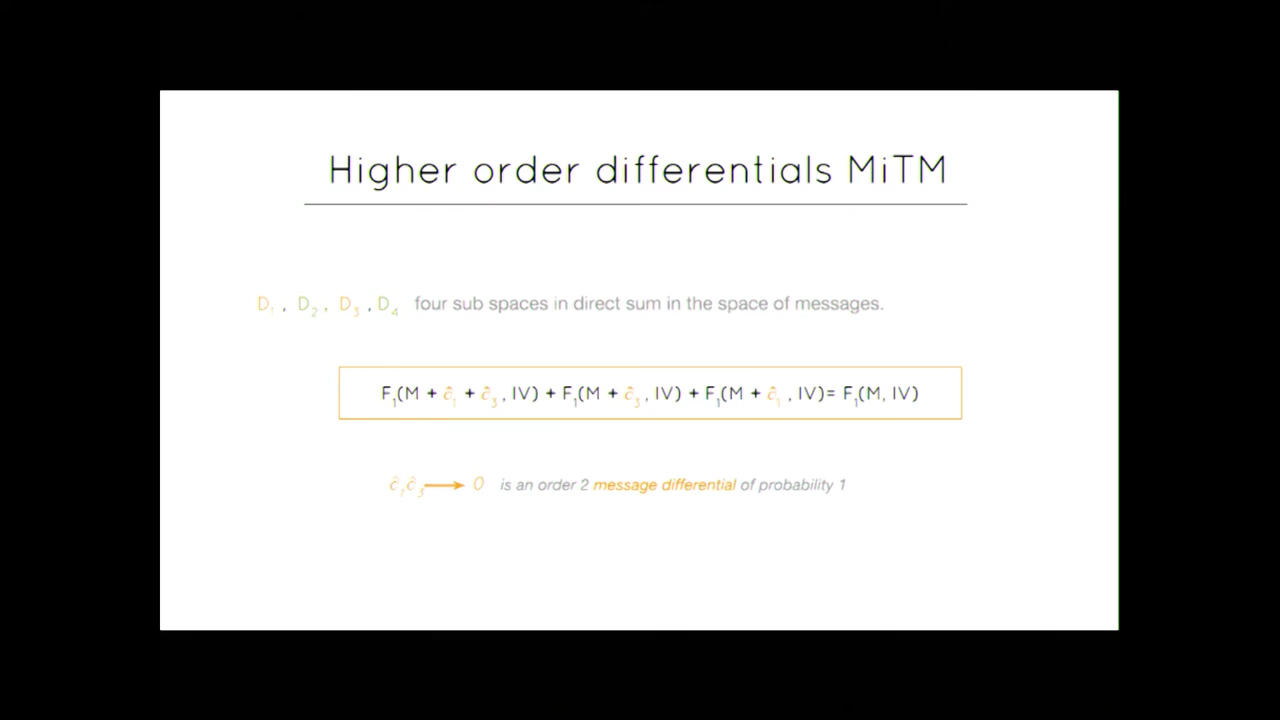 Higher order differentials MiTM
D₁ , D₂ , D₃ , D₄ four sub spaces in direct sum in the space of messages.
F₁(M + ∂̂₁ + ∂̂₃ , IV) + F₁(M + ∂̂₃ , IV) + F₁(M + ∂̂₁ , IV)= F₁(M, IV)
∂̂₁∂̂₃ → 0 is an order 2 message differential of probability 1